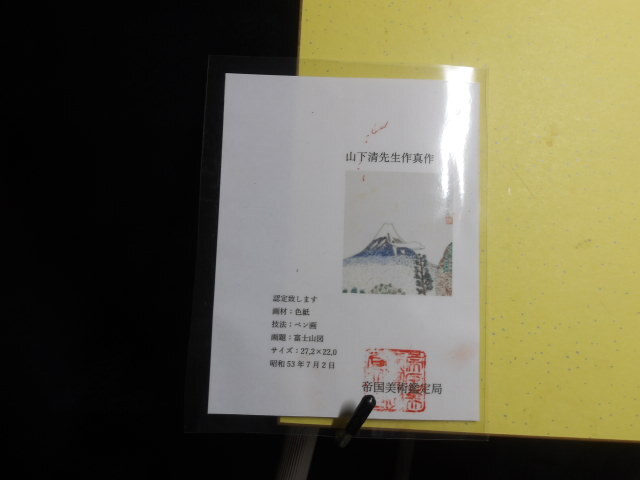 山下清先生作真作
認定致します
画材：色紙
技法：ペン画
画題：富士山図
サイズ：27,2×22,0
昭和53年7月2日
帝国美術鑑定局